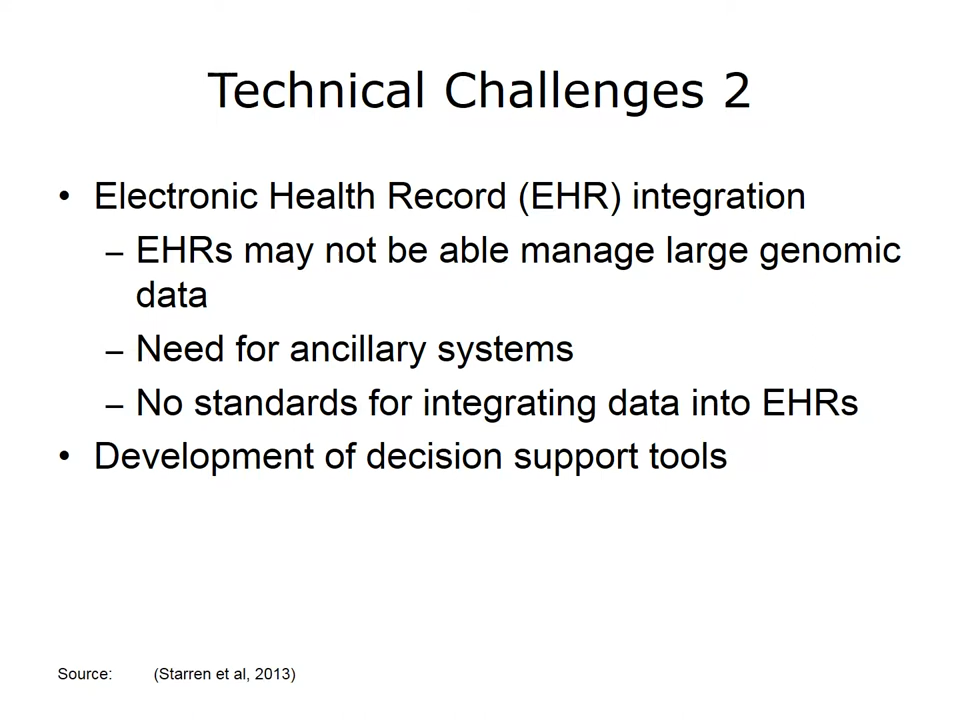 Technical Challenges 2
• Electronic Health Record (EHR) integration
– EHRs may not be able manage large genomic
data
– Need for ancillary systems
– No standards for integrating data into EHRs
• Development of decision support tools
Source: (Starren et al, 2013)